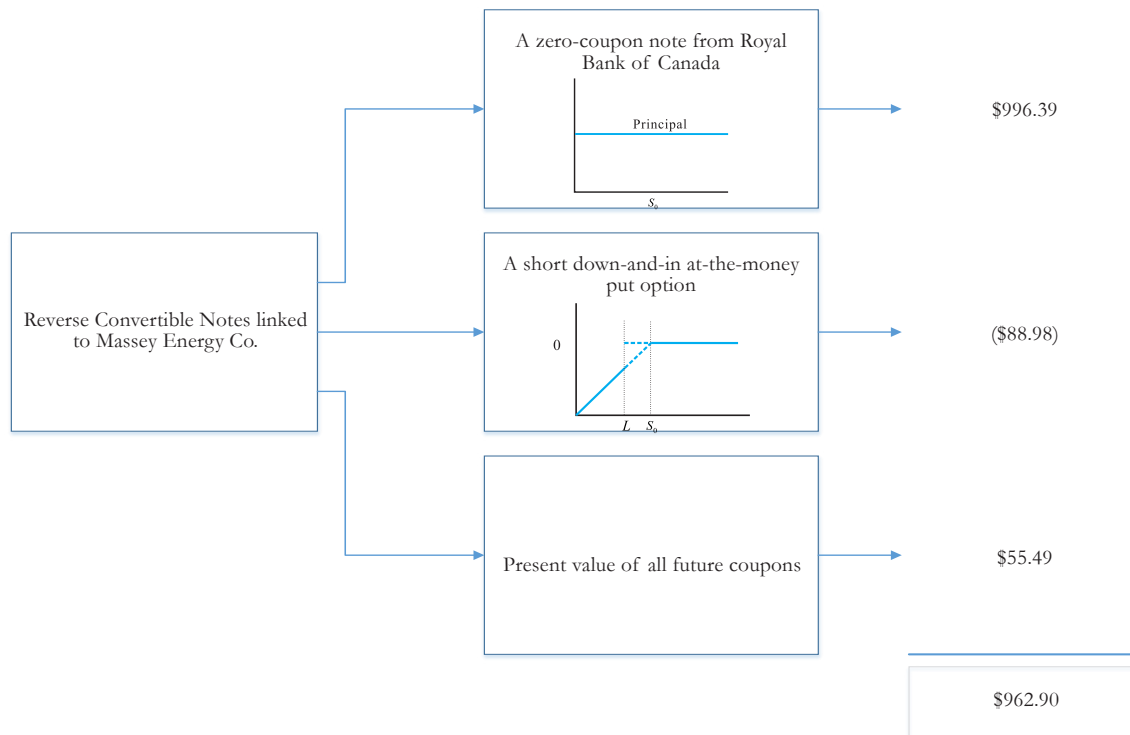 A zero-coupon note from Royal
Bank of Canada
Principal
S₀
$996.39
Reverse Convertible Notes linked
to Massey Energy Co.
A short down-and-in at-the-money
put option
0
L
S₀
($88.98)
Present value of all future coupons
$55.49
$962.90